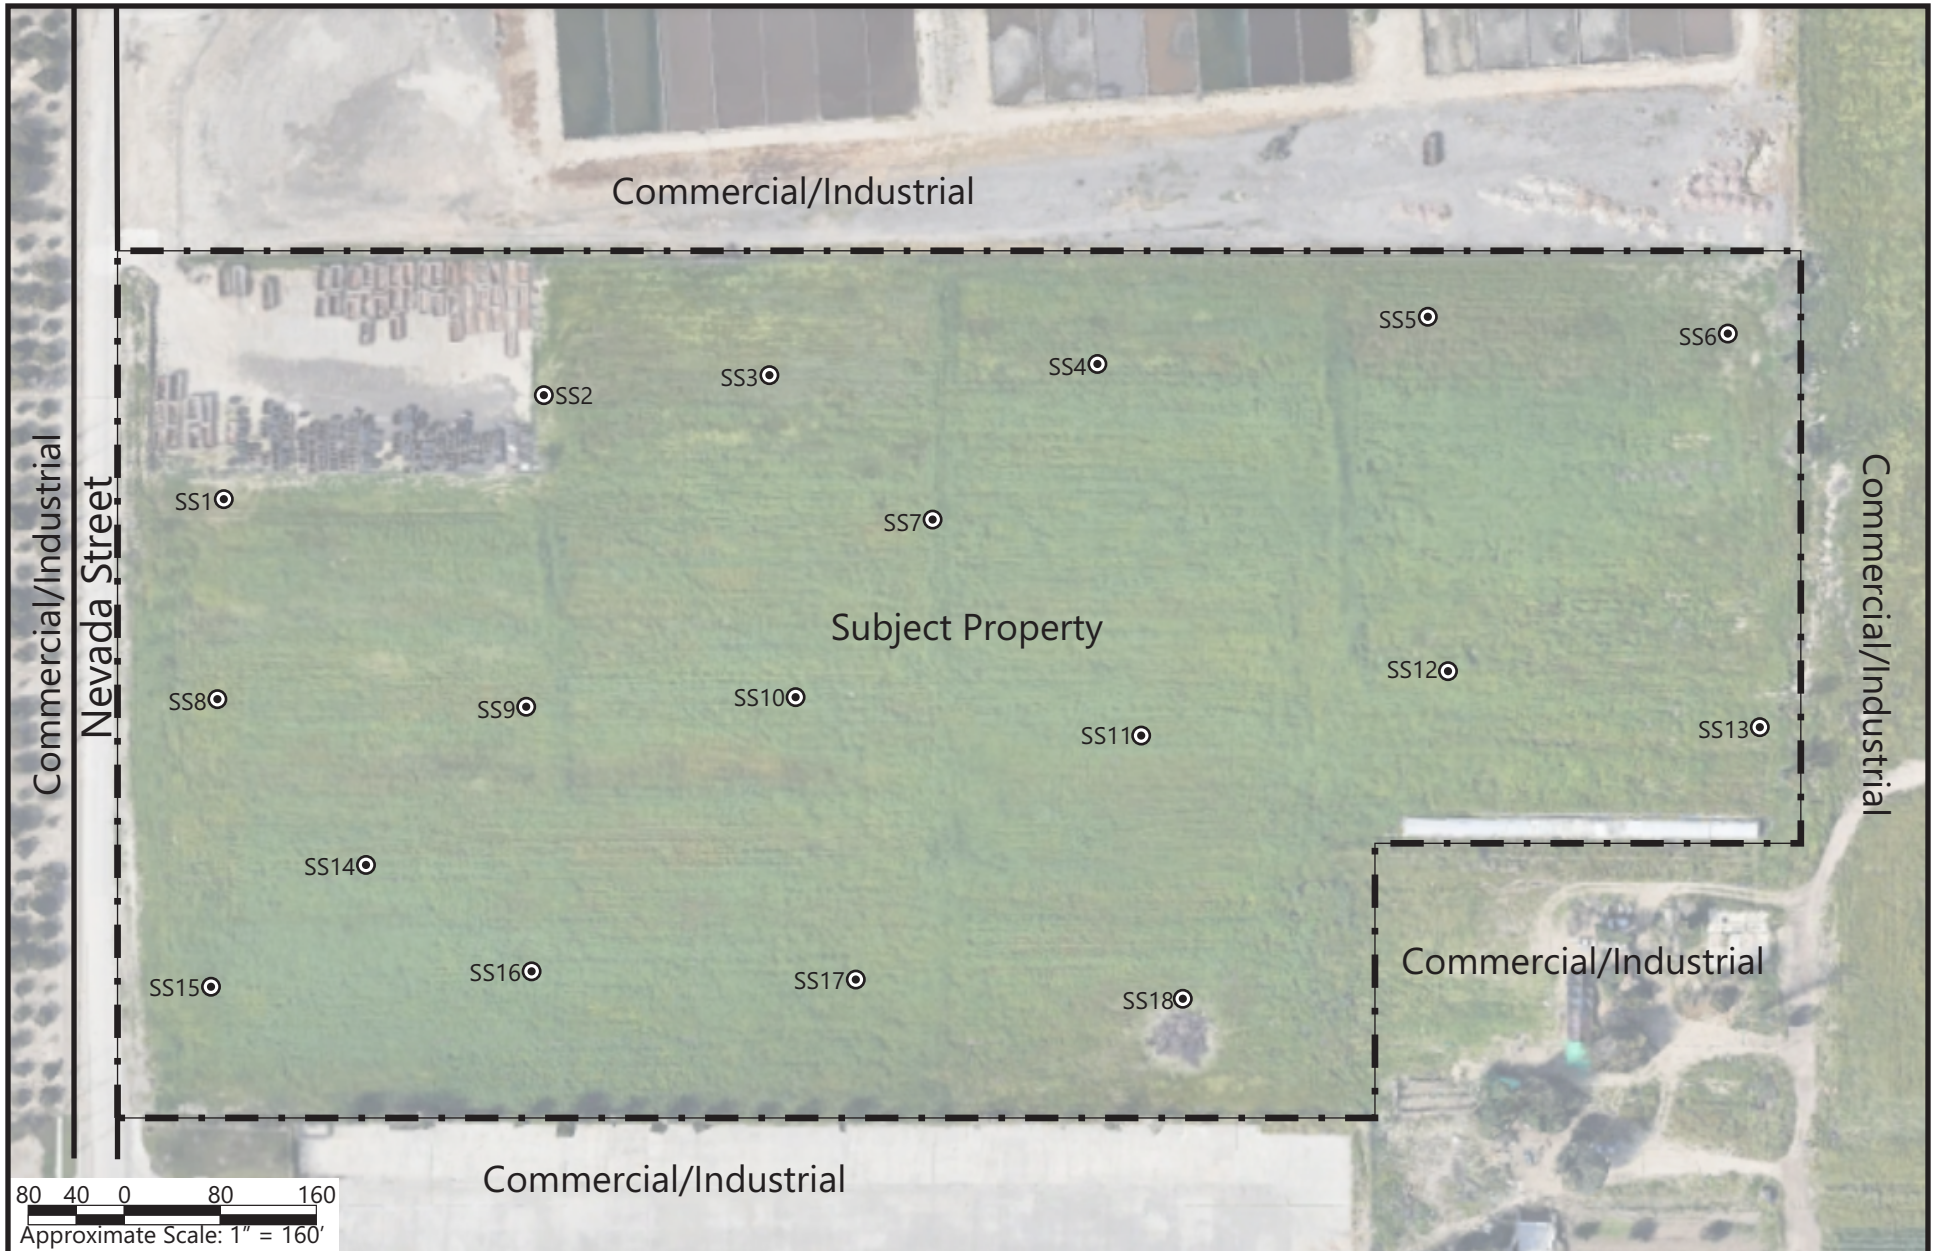 Commercial/Industrial
SS5
SS6
SS4
SS3
SS2
SS1
SS7
Commercial/Industrial
Nevada Street
Commercial/Industrial
Subject Property
SS12
SS8
SS9
SS10
SS11
SS13
SS14
Commercial/Industrial
SS15
SS16
SS17
SS18
Commercial/Industrial
80 40 0 80 160
Approximate Scale: 1" = 160'